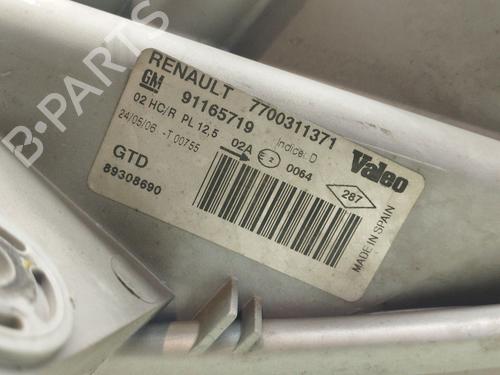 B-PARTS
RENAULT 7700311371
GM 91165719 Indice: D
02 HC/R PL 12,5 02A E2 0064
24/05/06 -T 00755
Valeo
GTD
89308690
287
MADE IN SPAIN